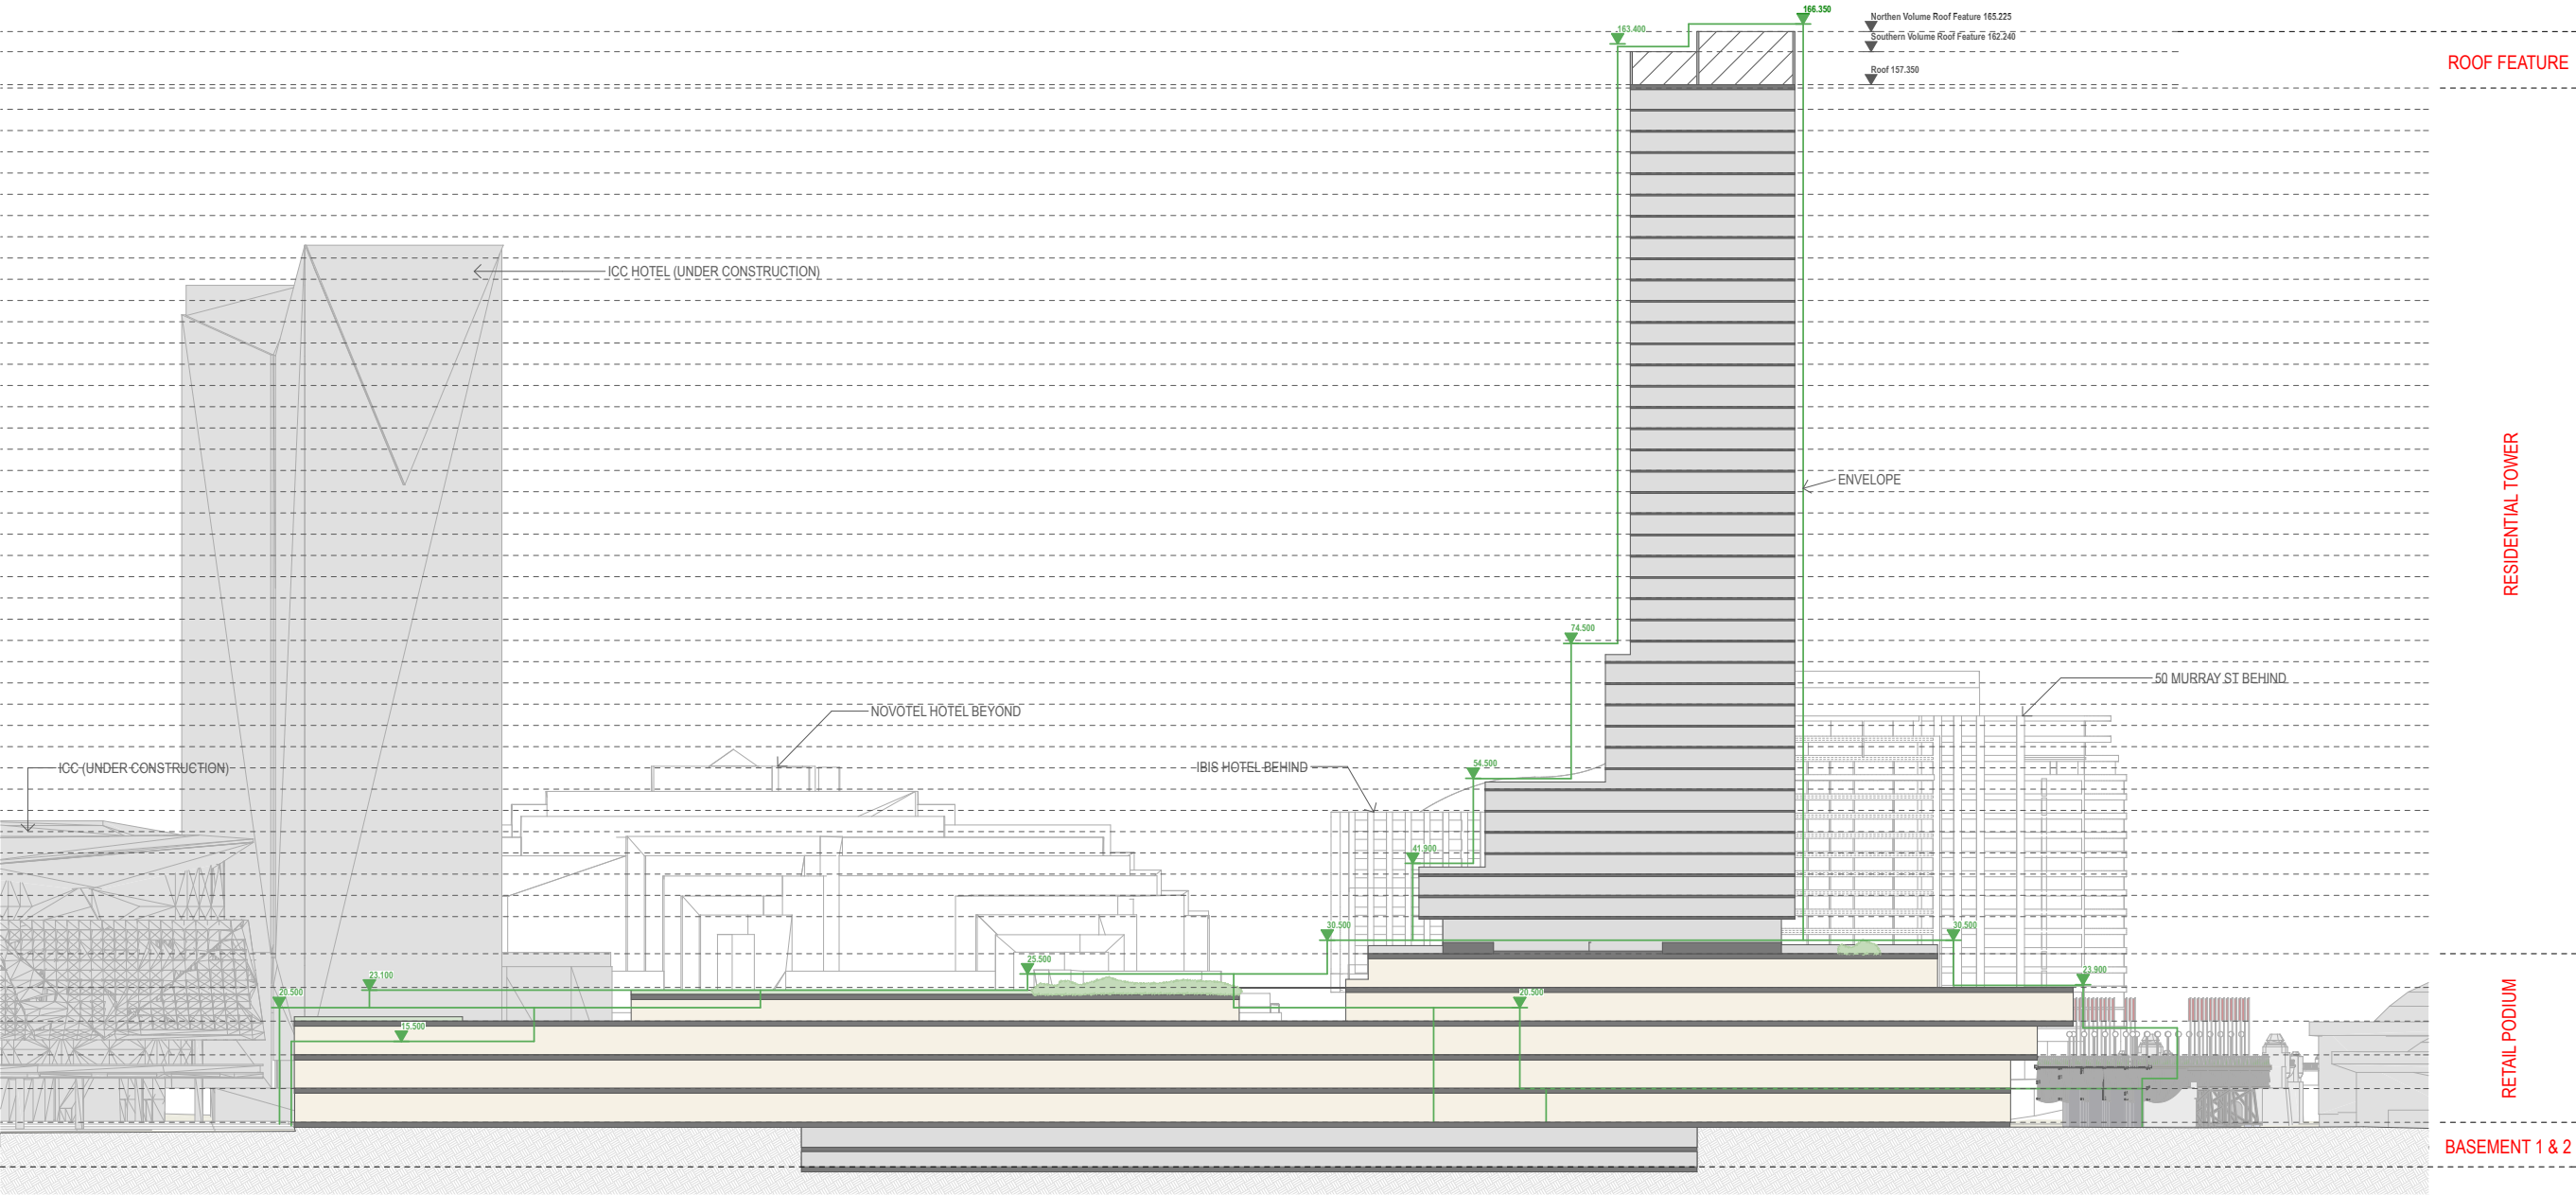 166.350
Northen Volume Roof Feature 165.225
163.400
Southern Volume Roof Feature 162.240
ROOF FEATURE
Roof 157.350
ICC HOTEL (UNDER CONSTRUCTION)
ENVELOPE
RESIDENTIAL TOWER
74.500
50 MURRAY ST BEHIND
NOVOTEL HOTEL BEYOND
54.500
IBIS HOTEL BEHIND
ICC (UNDER CONSTRUCTION)
41.900
30.500
30.500
25.500
23.100
23.900
20.500
20.500
15.500
RETAIL PODIUM
BASEMENT 1 & 2